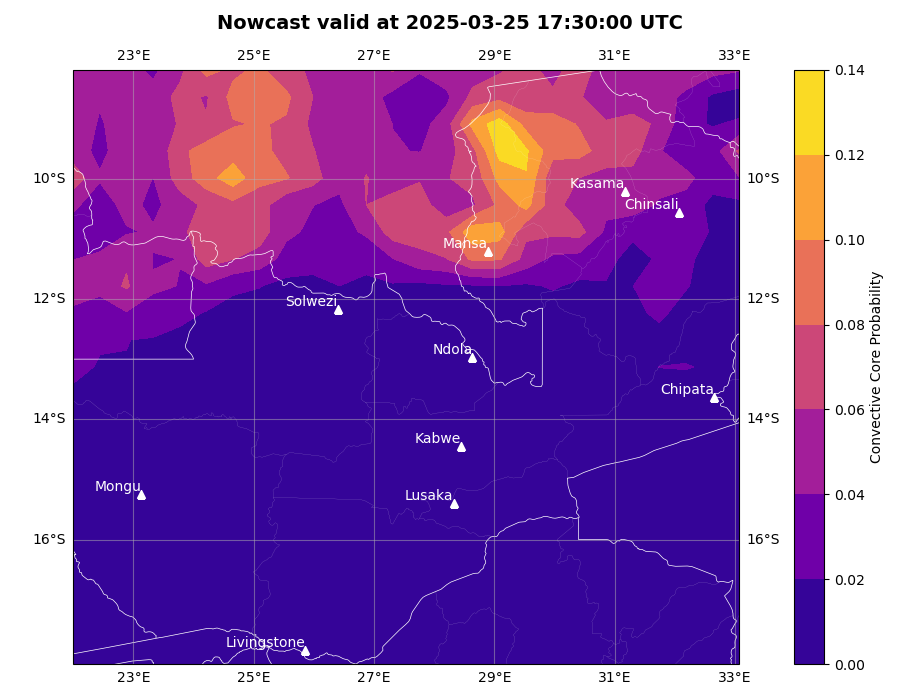 Nowcast valid at 2025-03-25 17:30:00 UTC
23°E 25°E 27°E 29°E 31°E 33°E
0.14
0.12
10°S Kasama 10°S
Chinsali
0.10
Mansa
12°S 12°S
Solwezi
0.08
Ndola
Chipata
0.06
14°S 14°S
Kabwe
Mongu
Lusaka
0.04
16°S 16°S
0.02
Livingstone
0.00
23°E 25°E 27°E 29°E 31°E 33°E
Convective Core Probability